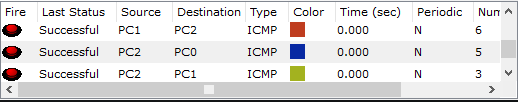 Fire Last Status Source Destination Type Color Time (sec) Periodic Num
Successful PC1 PC2 ICMP 0.000 N 6
Successful PC2 PC0 ICMP 0.000 N 5
Successful PC2 PC1 ICMP 0.000 N 3